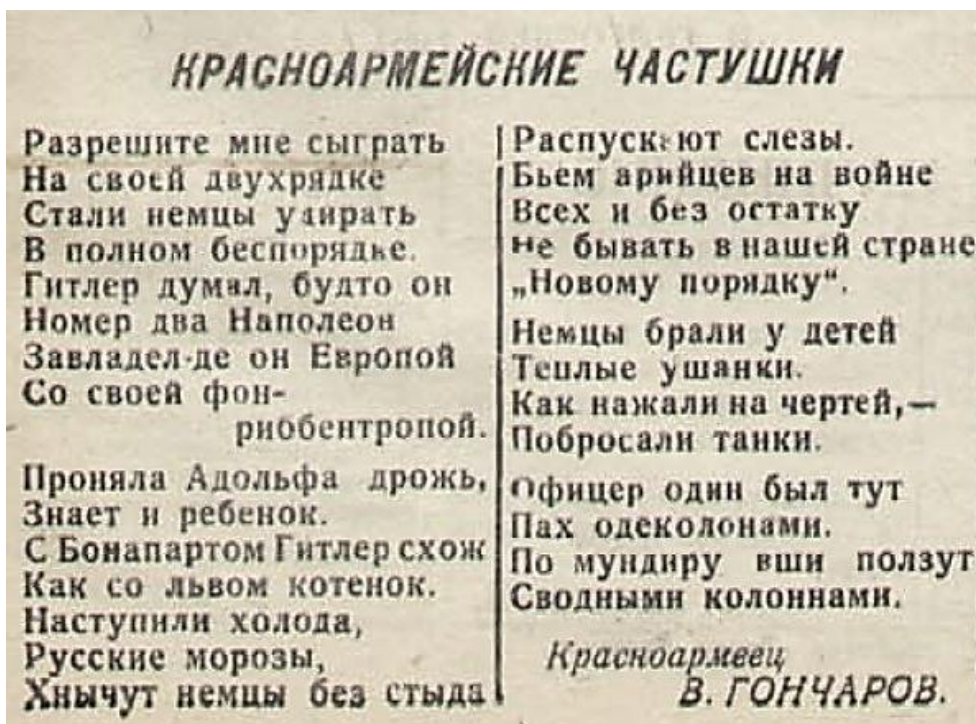 КРАСНОАРМЕЙСКИЕ ЧАСТУШКИ
Разрешите мне сыграть
На своей двухрядке
Стали немцы удирать
В полном беспорядке.
Гитлер думал, будто он
Номер два Наполеон
Завладел-де он Европой
Со своей фон-
риббентропой.
Проняла Адольфа дрожь,
Знает и ребенок.
С Бонапартом Гитлер схож
Как со львом котенок.
Наступили холода,
Русские морозы,
Хнычут немцы без стыда
Распускают слезы.
Бьем арийцев на войне
Всех и без остатку
Не бывать в нашей стране
„Новому порядку“.
Немцы брали у детей
Теплые ушанки.
Как нажали на чертей,—
Побросали танки.
Офицер один был тут
Пах одеколонами.
По мундиру вши ползут
Сводными колоннами.
Красноармеец
В. ГОНЧАРОВ.